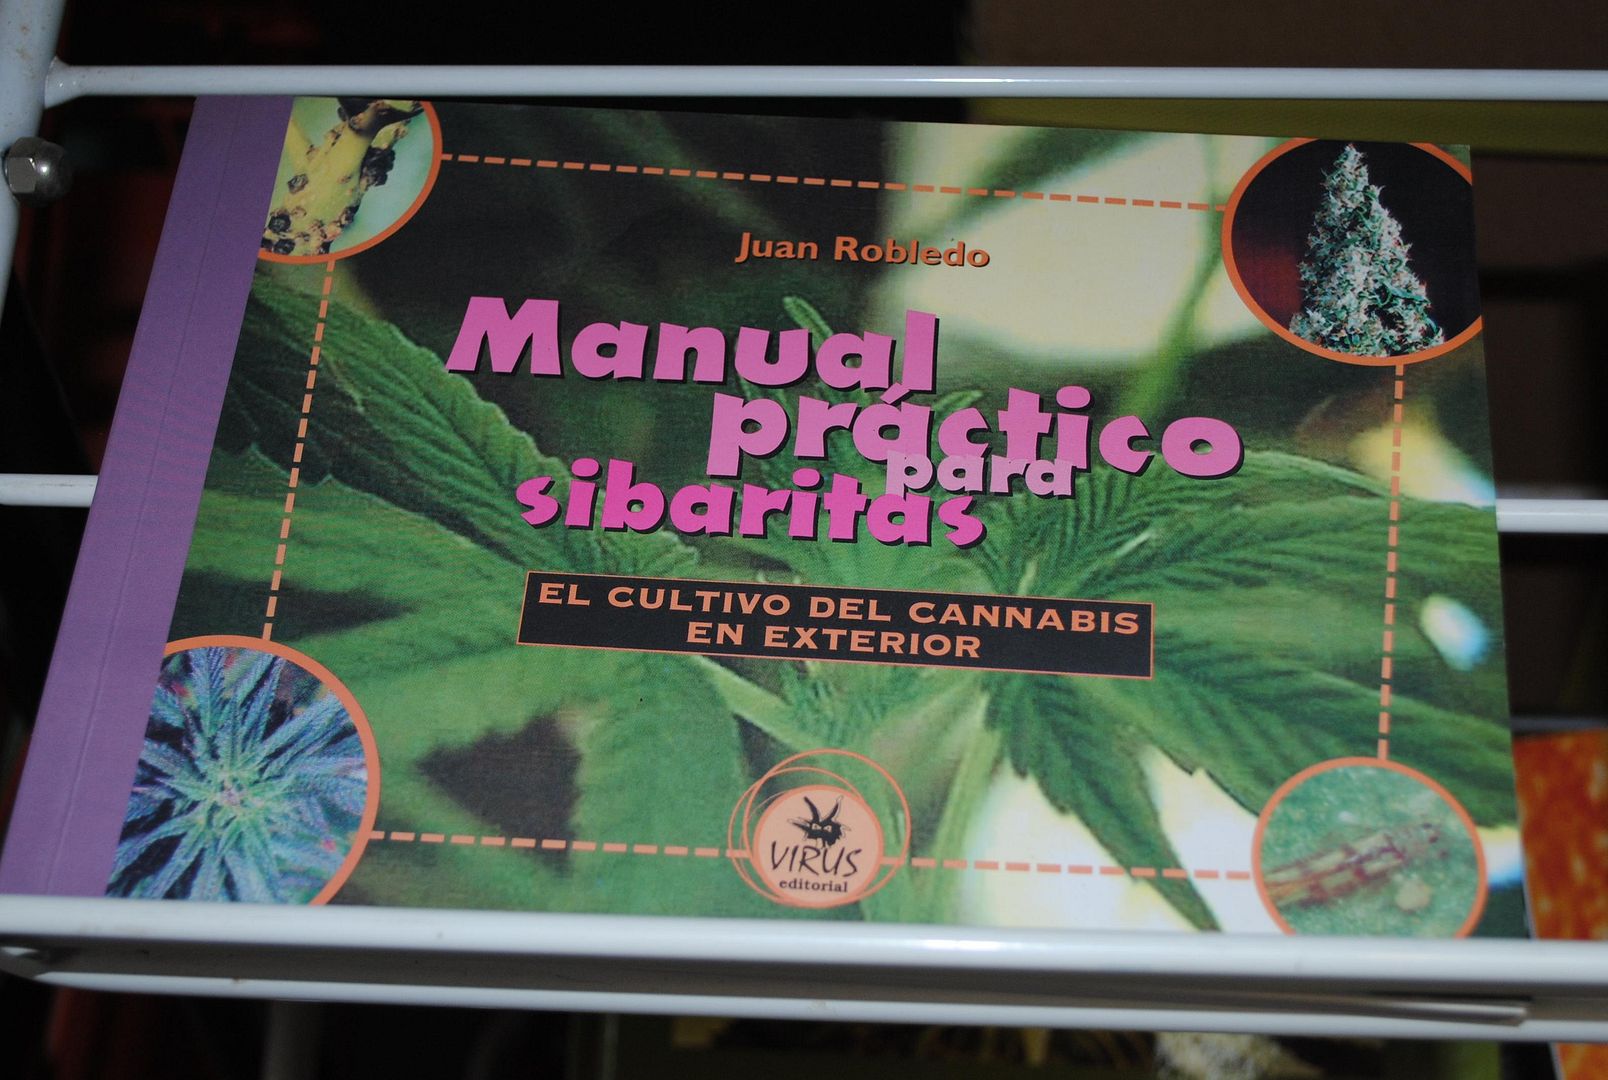 Juan Robledo
Manual
práctico
para
sibaritas
EL CULTIVO DEL CANNABIS
EN EXTERIOR
VIRUS
editorial